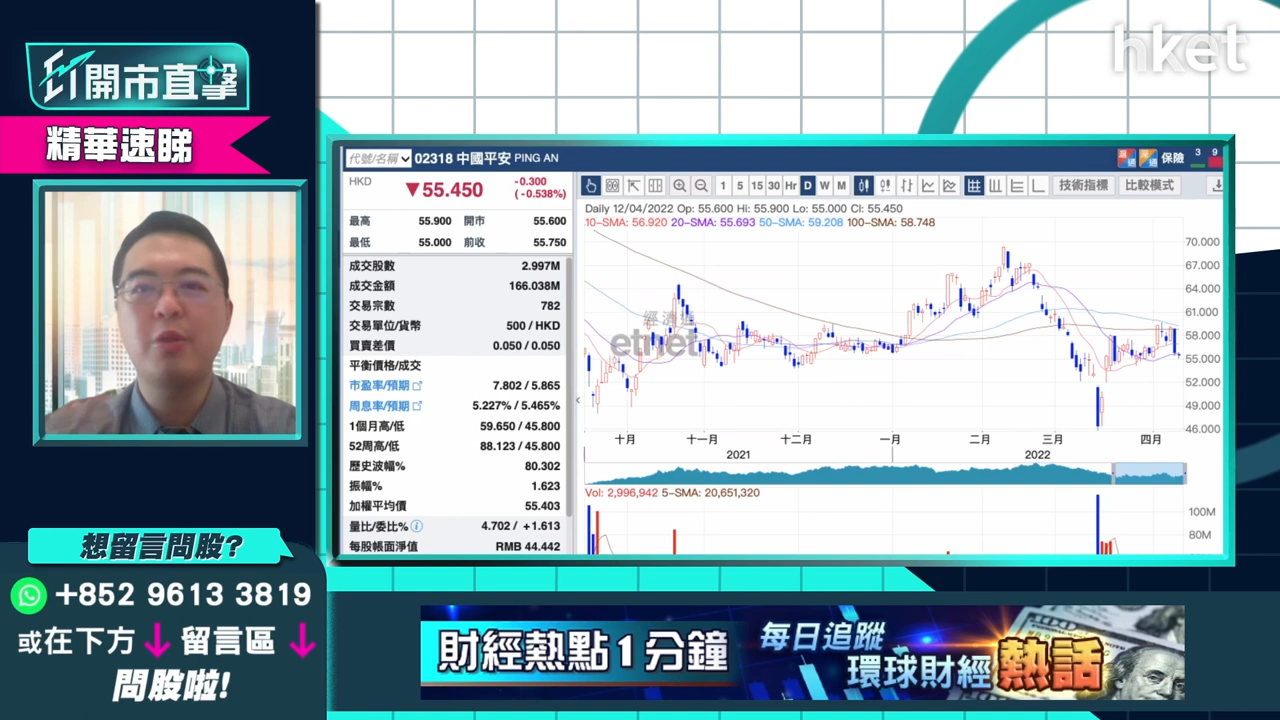 hket
開市直擊
精華速睇
代號/名稱
02318 中國平安 PING AN
保險
3
9
HKD
▼55.450
-0.300
(-0.538%)
最高 55.900 開市 55.600
最低 55.000 前收 55.750
成交股數 2.997M
成交金額 166.038M
交易宗數 782
交易單位/貨幣 500 / HKD
買賣差價 0.050 / 0.050
平衡價格/成交
市盈率/預期 7.802 / 5.865
周息率/預期 5.227% / 5.465%
1個月高/低 59.650 / 45.800
52周高/低 88.123 / 45.800
歷史波幅% 80.302
振幅% 1.623
加權平均價 55.403
量比/委比% 4.702 / +1.613
每股帳面淨值 RMB 44.442
1 5 15 30 Hr D W M
技術指標
比較模式
Daily 12/04/2022 Op: 55.600 Hi: 55.900 Lo: 55.000 Cl: 55.450
10-SMA: 56.920 20-SMA: 55.693 50-SMA: 59.208 100-SMA: 58.748
70.000
67.000
64.000
61.000
58.000
55.000
52.000
49.000
46.000
經濟通
etnet
十月 十一月 十二月 一月 二月 三月 四月
2021 2022
Vol: 2,996,942 5-SMA: 20,651,320
100M
80M
想留言問股?
+852 9613 3819
或在下方↓留言區↓
問股啦!
財經熱點1分鐘
每日追蹤
環球財經熱話